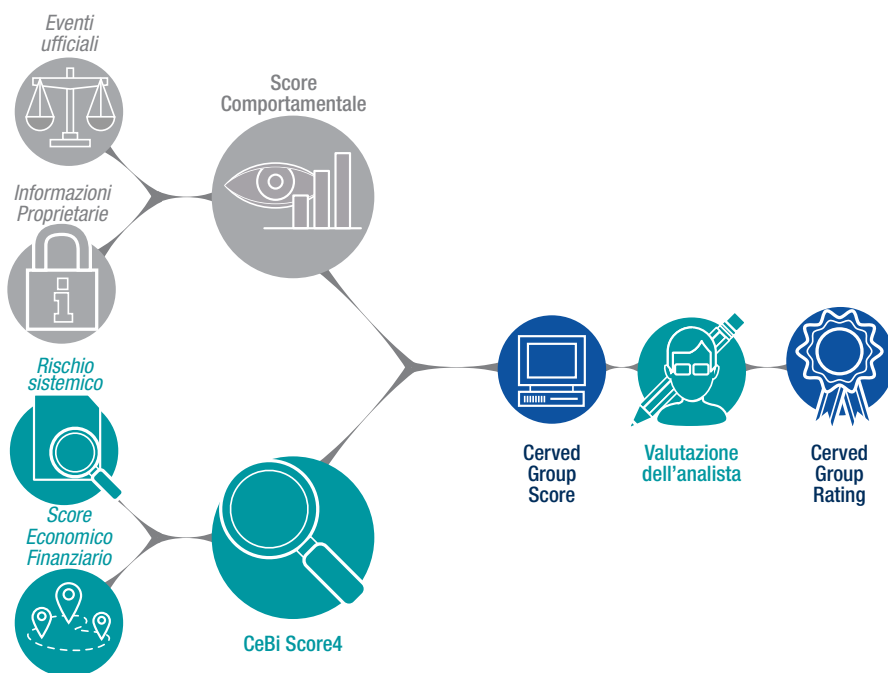 Eventi
ufficiali
Score
Comportamentale
Informazioni
Proprietarie
i
Rischio
sistemico
Score
Economico
Finanziario
CeBi Score4
Cerved
Group
Score
Valutazione
dell'analista
Cerved
Group
Rating